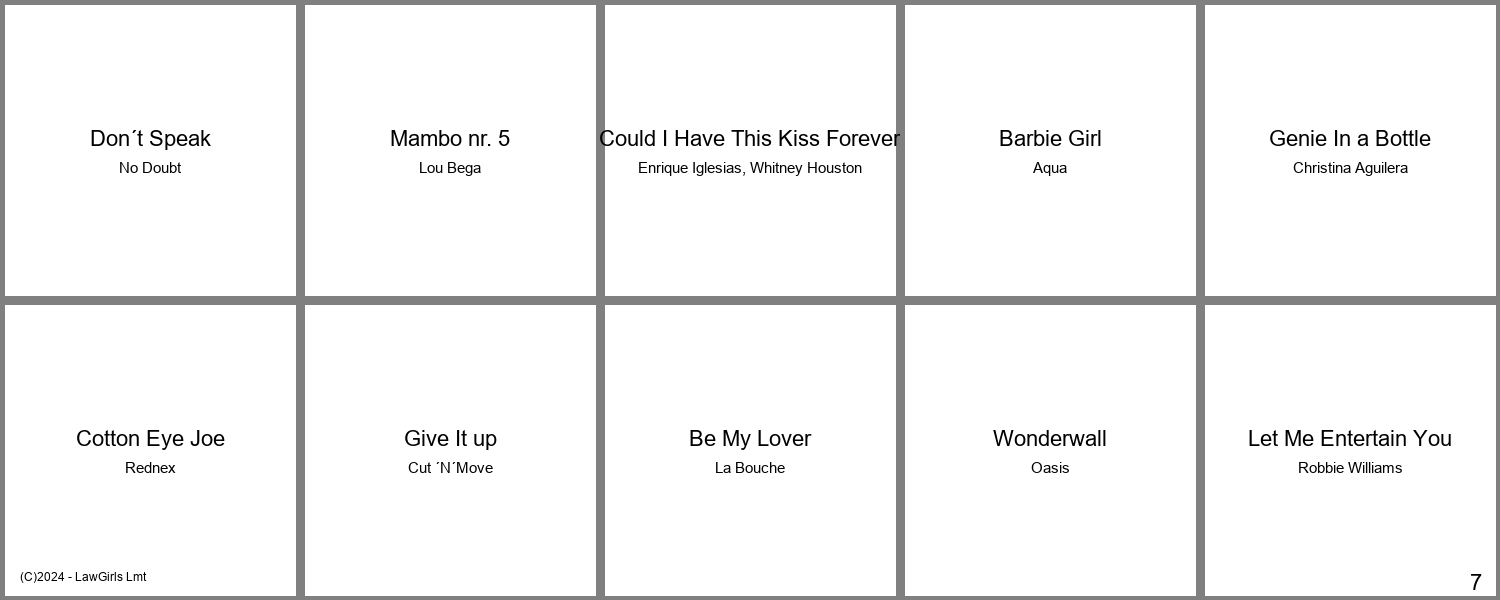 Don´t Speak
No Doubt
Mambo nr. 5
Lou Bega
Could I Have This Kiss Forever
Enrique Iglesias, Whitney Houston
Barbie Girl
Aqua
Genie In a Bottle
Christina Aguilera
Cotton Eye Joe
Rednex
Give It up
Cut ´N´Move
Be My Lover
La Bouche
Wonderwall
Oasis
Let Me Entertain You
Robbie Williams
(C)2024 - LawGirls Lmt
7